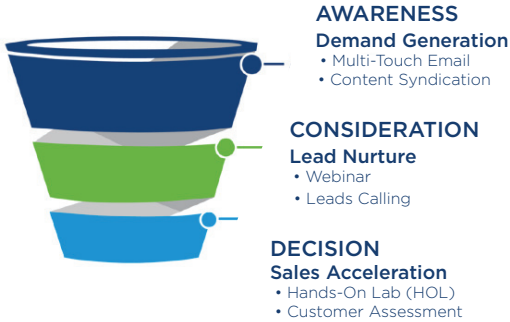 AWARENESS
Demand Generation
• Multi-Touch Email
• Content Syndication
CONSIDERATION
Lead Nurture
• Webinar
• Leads Calling
DECISION
Sales Acceleration
• Hands-On Lab (HOL)
• Customer Assessment